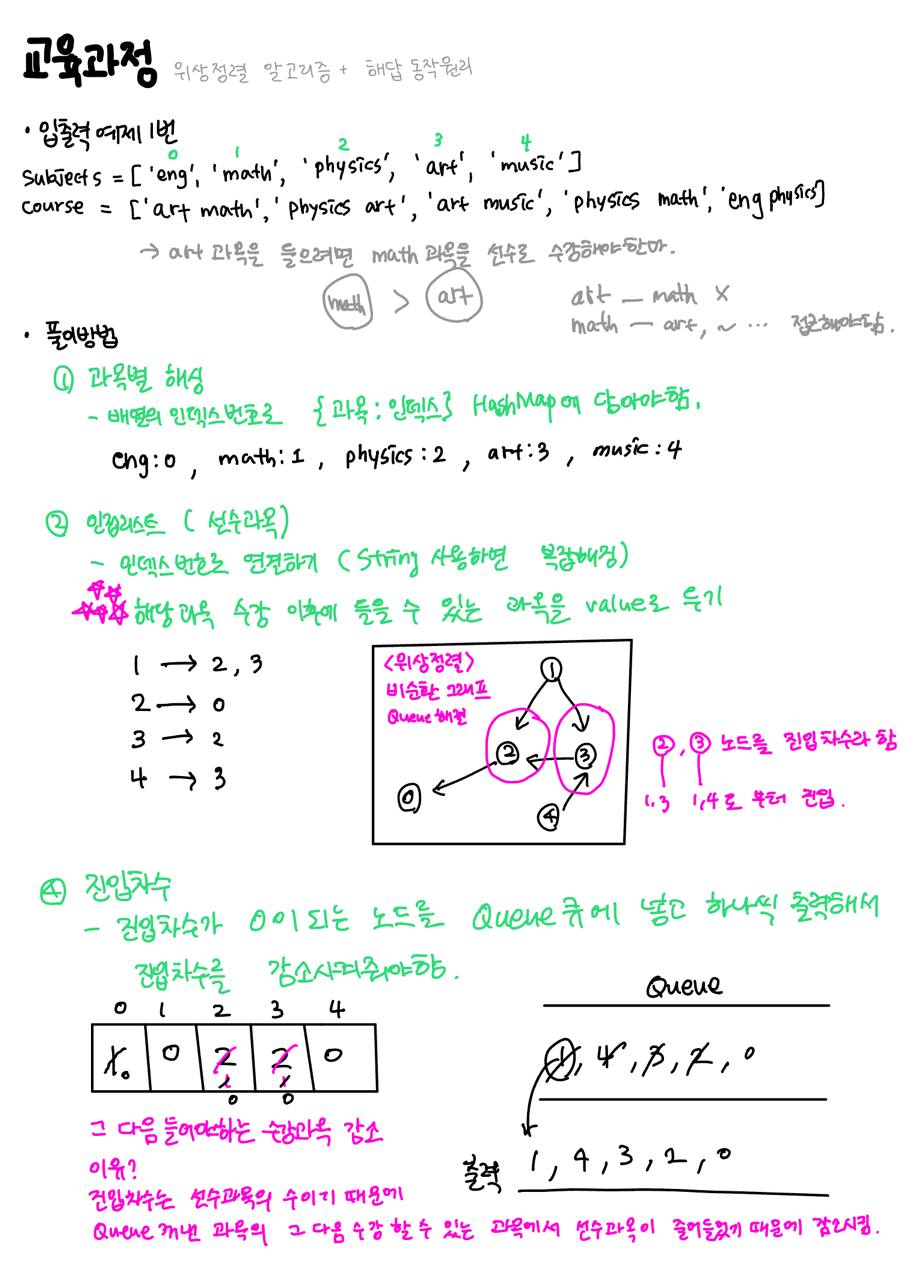 교육과정 위상정렬 알고리즘 + 해답 동작원리
• 입출력 예제 1번
0 1 2 3 4
subjects = ['eng', 'math', 'physics', 'art', 'music']
course = ['art math', 'physics art', 'art music', 'physics math', 'eng physics]
→ art 과목을 들으려면 math 과목을 선수로 수강해야한다.
math > art
art — math X
math — art, ~ ... 접근해야됨.
• 풀이방법
① 과목별 해싱
- 배열의 인덱스번호로 {과목:인덱스} HashMap에 담아야함.
eng:0, math:1, physics:2, art:3, music:4
② 인접리스트 (선수과목)
- 인덱스번호로 연결하기 (String 사용하면 복잡해짐)
해당과목 수강 이후에 들을 수 있는 과목을 value로 두기
1 → 2, 3
2 → 0
3 → 2
4 → 3
<위상정렬>
비순환 그래프
Queue 해결
1
2
3
0
4
②, ③ 노드를 진입차수라 함
1,3 1,4로 부터 진입.
④ 진입차수
- 진입차수가 0이 되는 노드를 Queue 큐에 넣고 하나씩 출력해서
진입차수를 감소시켜줘야함.
0 1 2 3 4
1 0 2 2 0
0 1 1
0 0
Queue
1, 4, 3, 2, 0
출력 1, 4, 3, 2, 0
그 다음 들어야하는 수강과목 감소
이유?
진입차수는 선수과목의 수이기 때문에
Queue 꺼낸 과목의 그 다음 수강 할 수 있는 과목에서 선수과목이 줄어들었기 때문에 감소시킴.